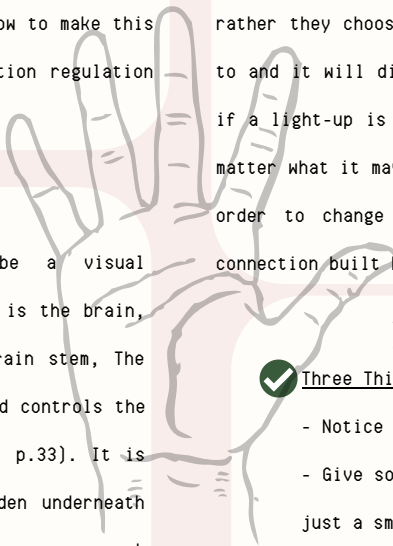 ow to make this
tion regulation
be a visual
is the brain,
rain stem, The
d controls the
p.33). It is
den underneath
rather they choos
to and it will di
if a light-up is
matter what it ma
order to change
connection built
Three Thi
- Notice
- Give so
just a sm